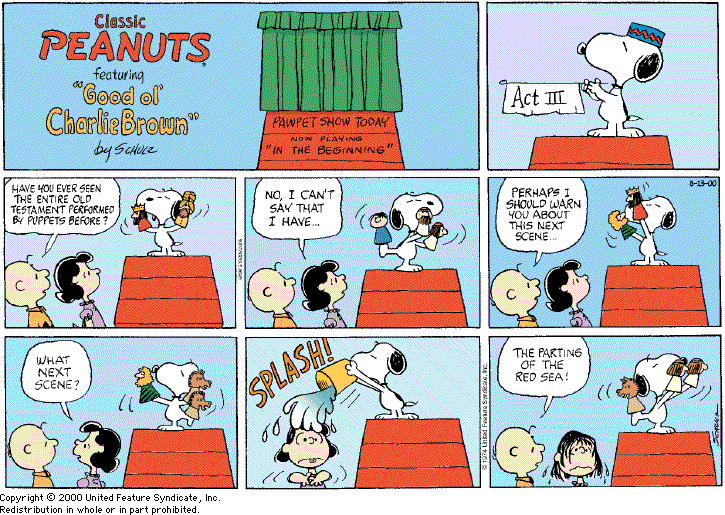 Classic
PEANUTS
featuring
"Good ol'
Charlie Brown"
by SCHULZ
PAWPET SHOW TODAY
NOW PLAYING
"IN THE BEGINNING"
Act III
HAVE YOU EVER SEEN
THE ENTIRE OLD
TESTAMENT PERFORMED
BY PUPPETS BEFORE?
NO, I CAN'T
SAY THAT
I HAVE...
8-13-00
PERHAPS I
SHOULD WARN
YOU ABOUT
THIS NEXT
SCENE...
WHAT
NEXT
SCENE?
SPLASH!
© 1974 United Feature Syndicate, Inc.
THE PARTING
OF THE
RED SEA!
SCHULZ
Copyright © 2000 United Feature Syndicate, Inc.
Redistribution in whole or in part prohibited.